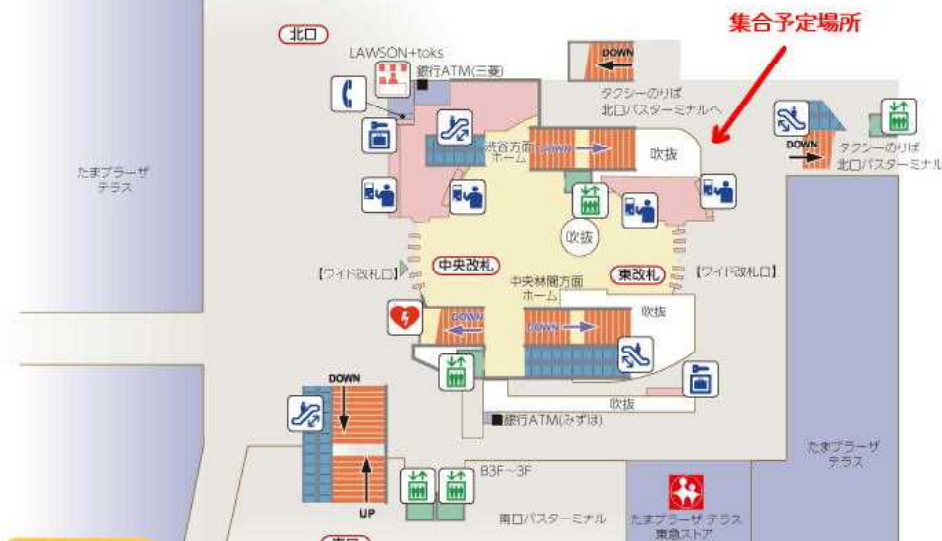 集合予定場所
北口
LAWSON+toks
銀行ATM(三菱)
DOWN
タクシーのりば
北口バスターミナルへ
DOWN
タクシーのりば
北口バスターミナル
渋谷方面
ホーム
DOWN
吹抜
たまプラーザ
テラス
吹抜
【ワイド改札口】
中央改札
中央林間方面
ホーム
東改札
【ワイド改札口】
吹抜
DOWN
DOWN
吹抜
DOWN
銀行ATM(みずほ)
たまプラーザ
テラス
B3F～3F
UP
南口バスターミナル
たまプラーザ テラス
東急ストア
南口